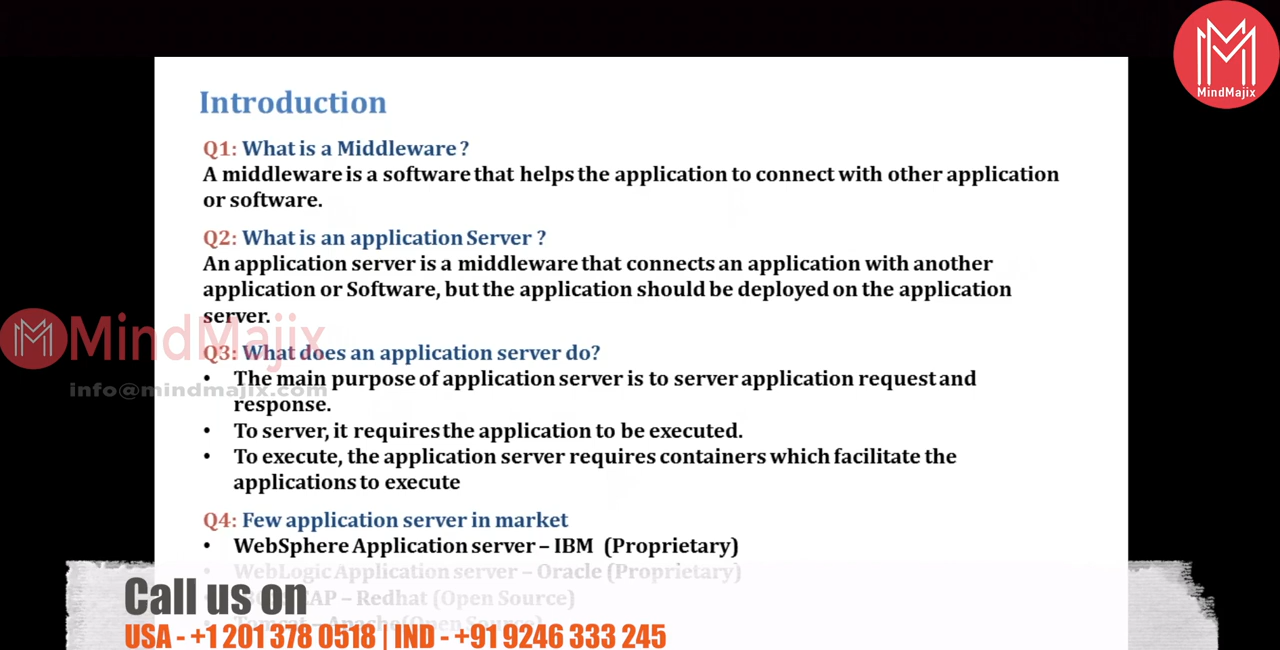 MindMajix
Introduction
Q1: What is a Middleware ?
A middleware is a software that helps the application to connect with other application
or software.
Q2: What is an application Server ?
An application server is a middleware that connects an application with another
application or Software, but the application should be deployed on the application
server.
MindMajix
Q3: What does an application server do?
• The main purpose of application server is to server application request and
info@mindmajix.com
response.
• To server, it requires the application to be executed.
• To execute, the application server requires containers which facilitate the
applications to execute
Q4: Few application server in market
• WebSphere Application server – IBM (Proprietary)
• WebLogic Application server – Oracle (Proprietary)
– Redhat (Open Source)
Tomcat – Apache (Open Source)
Call us on
USA - +1 201 378 0518 | IND - +91 9246 333 245